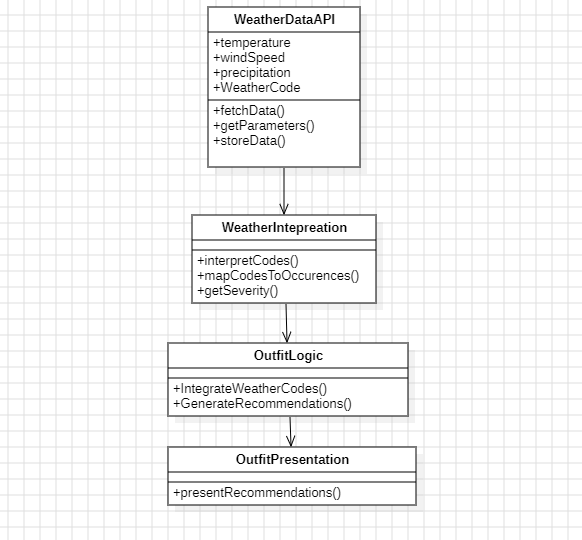 WeatherDataAPI
+temperature
+windSpeed
+precipitation
+WeatherCode
+fetchData()
+getParameters()
+storeData()
WeatherIntepreation
+interpretCodes()
+mapCodesToOccurences()
+getSeverity()
OutfitLogic
+IntegrateWeatherCodes()
+GenerateRecommendations()
OutfitPresentation
+presentRecommendations()